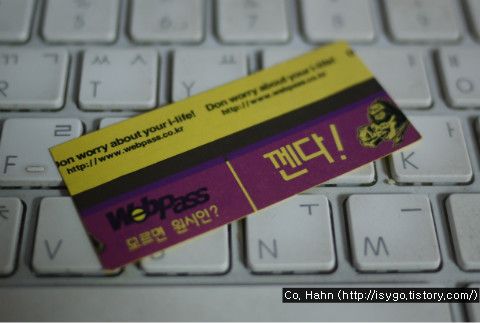 Don worry about your i-life!
http://www.webpass.co.kr
Don worry about your i-life!
http://www.webpass.co.kr
Webpass
모르면 원시인?
깬다!
R
F
V
Co, Hahn (http://isygo.tistory.com/)